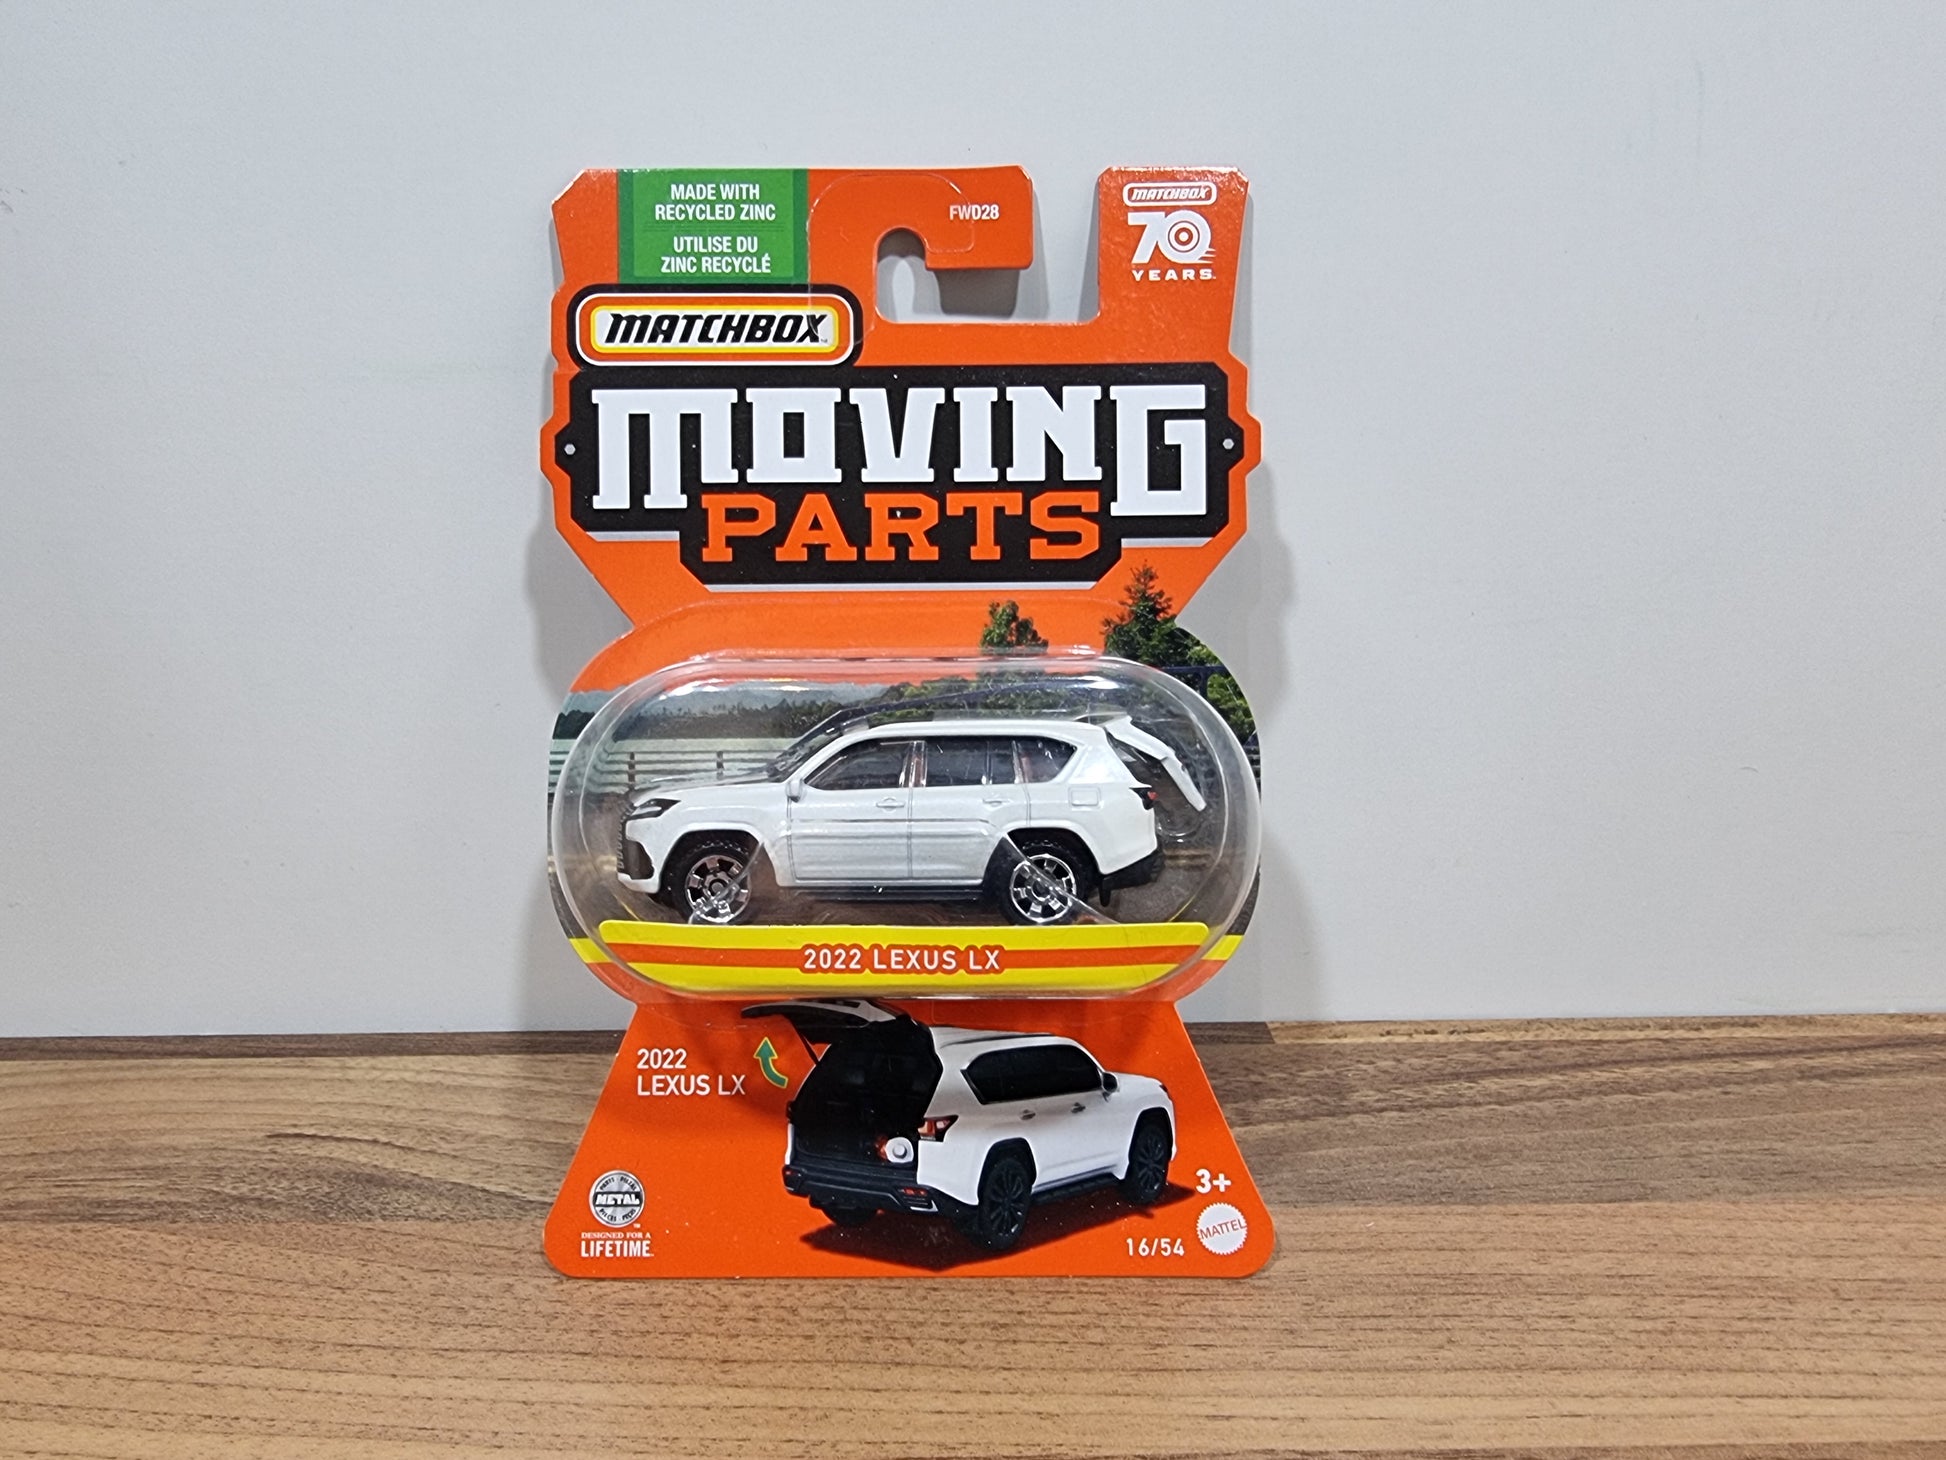 MADE WITH
RECYCLED ZINC
UTILISE DU
ZINC RECYCLÉ
FWD28
MATCHBOX
70
YEARS
MATCHBOX
MOVING
PARTS
2022 LEXUS LX
2022
LEXUS LX
METAL
DESIGNED FOR A
LIFETIME
3+
MATTEL
16/54